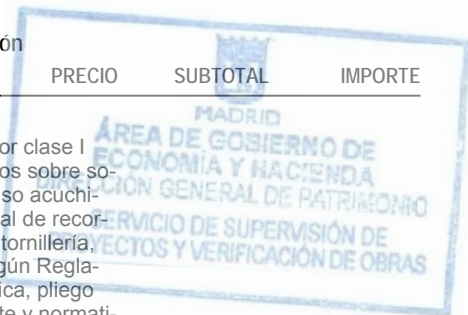 ón
PRECIO SUBTOTAL IMPORTE
MADRID
or clase I
ÁREA DE GOBIERNO DE
os sobre so-
ECONOMÍA Y HACIENDA
so acuchi-
DIRECCIÓN GENERAL DE PATRIMONIO
al de recor-
SERVICIO DE SUPERVISIÓN DE
tornillería,
PROYECTOS Y VERIFICACIÓN DE OBRAS
gún Regla-
ica, pliego
te y normati-